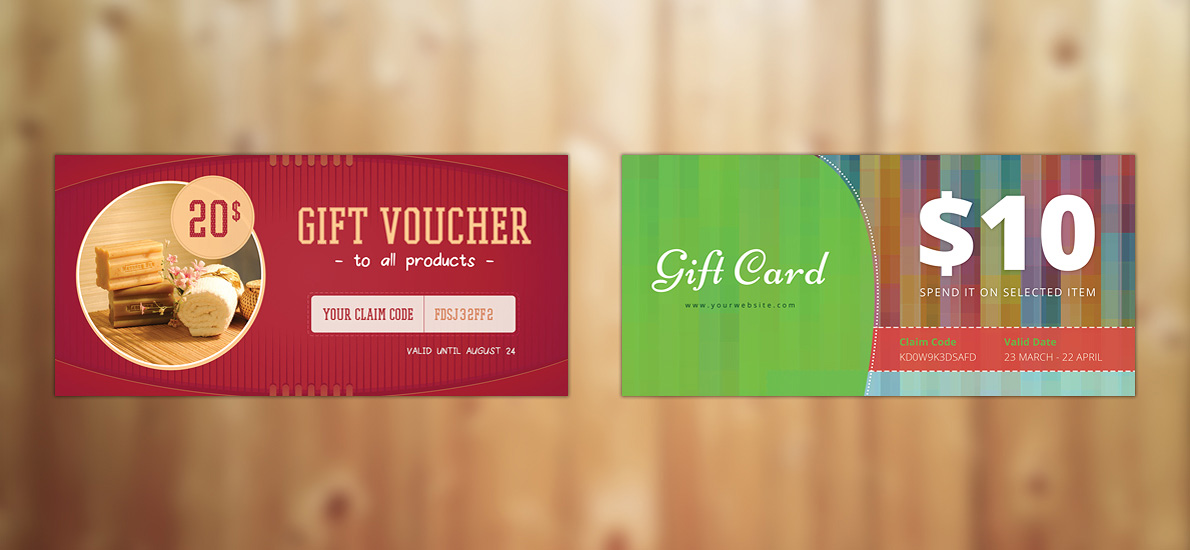 20$
GIFT VOUCHER
- to all products -
YOUR CLAIM CODE FDSJ32FF2
VALID UNTIL AUGUST 24
Gift Card
www.yourwebsite.com
$10
SPEND IT ON SELECTED ITEM
Claim Code Valid Date
KD0W9K3DSAFD 23 MARCH - 22 APRIL